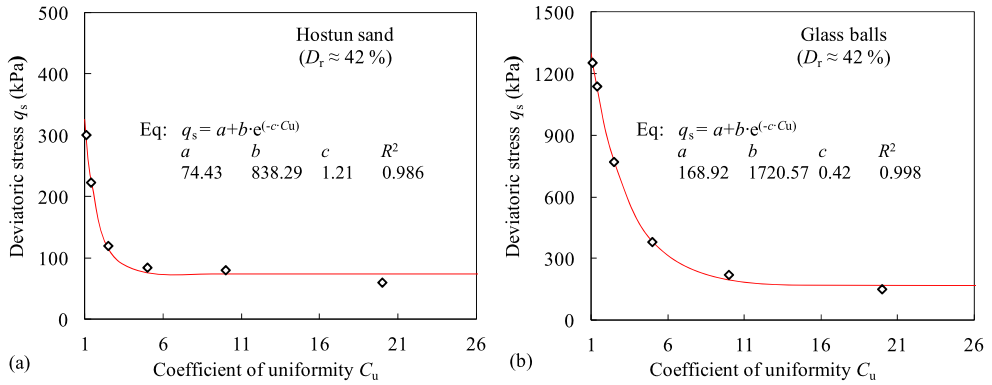 500
400
300
200
100
0
Deviatoric stress qs (kPa)
Hostun sand
(Dr ≈ 42 %)
Eq: qs = a+b·e(-c·Cu)
a b c R2
74.43 838.29 1.21 0.986
1 6 11 16 21 26
(a) Coefficient of uniformity Cu
1500
1200
900
600
300
0
Deviatoric stress qs (kPa)
Glass balls
(Dr ≈ 42 %)
Eq: qs = a+b·e(-c·Cu)
a b c R2
168.92 1720.57 0.42 0.998
1 6 11 16 21 26
(b) Coefficient of uniformity Cu